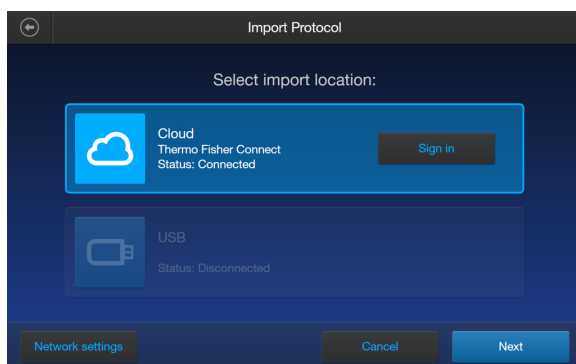 Import Protocol
Select import location:
Cloud
Thermo Fisher Connect
Status: Connected
Sign in
USB
Status: Disconnected
Network settings
Cancel
Next